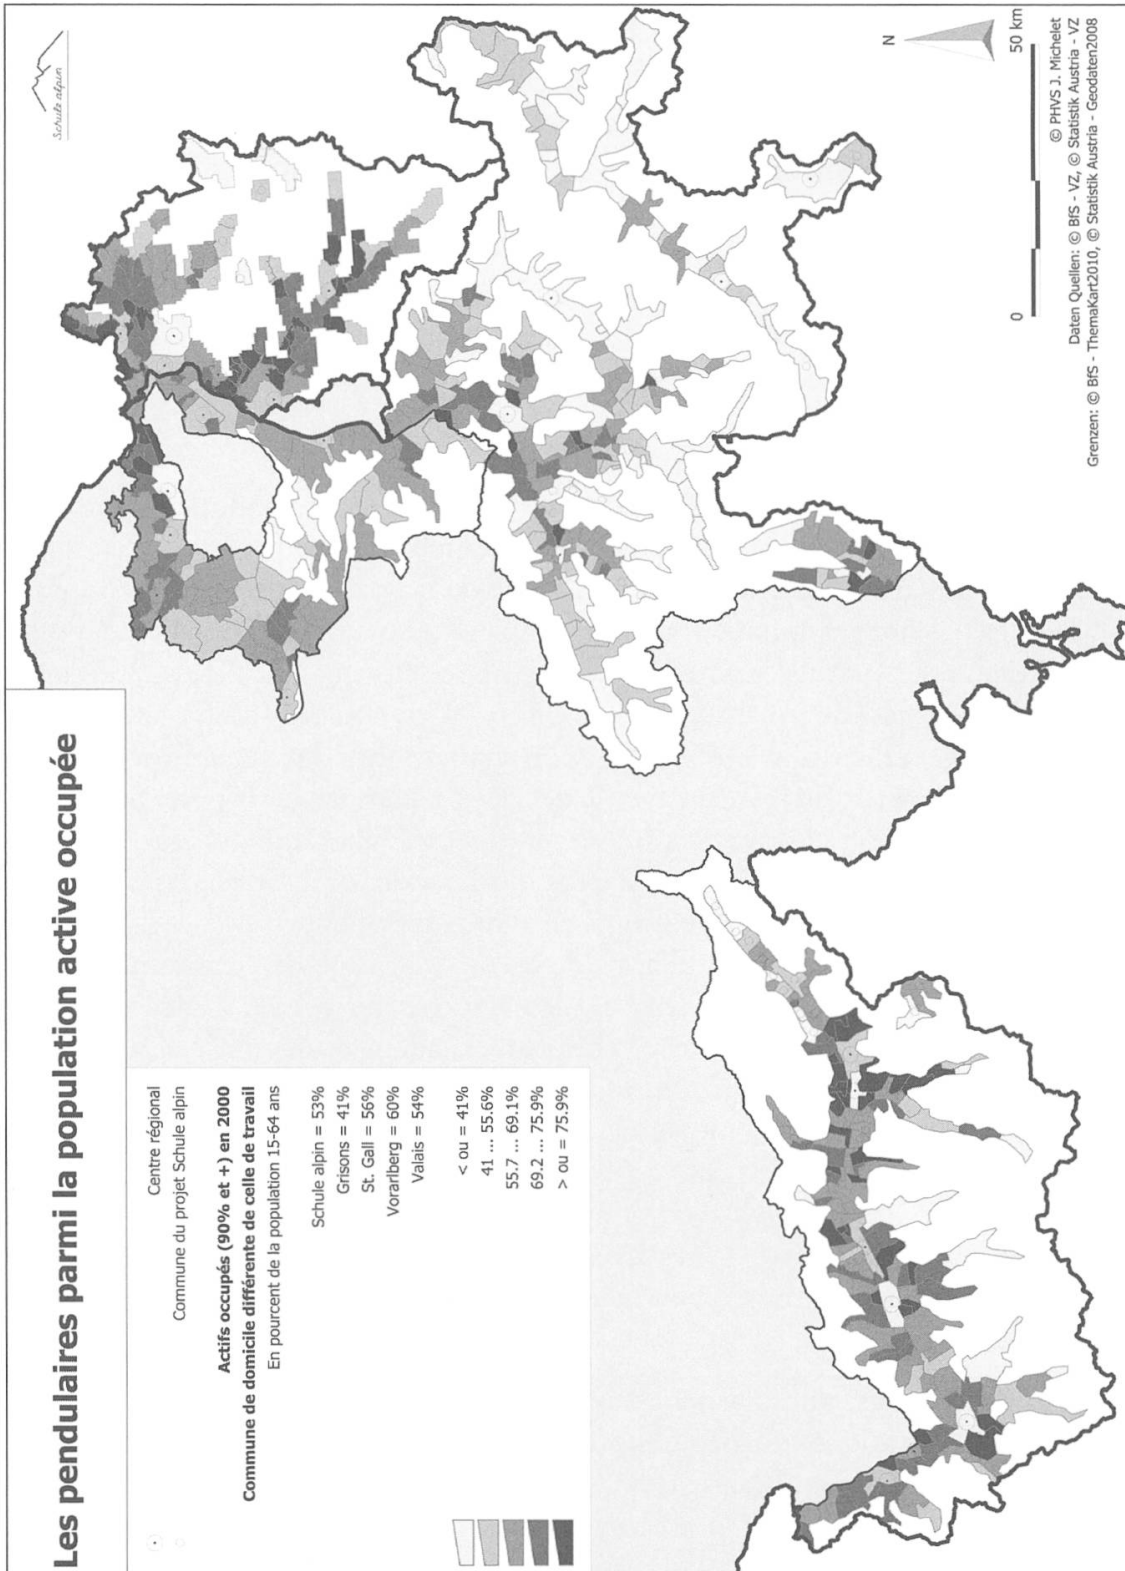 Les pendulaires parmi la population active occupée
Schule alpin
Centre régional
Commune du projet Schule alpin
Actifs occupés (90% et +) en 2000
Commune de domicile différente de celle de travail
En pourcent de la population 15-64 ans
Schule alpin = 53%
Grisons = 41%
St. Gall = 56%
Vorarlberg = 60%
Valais = 54%
< ou = 41%
41 ... 55.6%
55.7 ... 69.1%
69.2 ... 75.9%
> ou = 75.9%
N
0 50 km
© PHVS J. Michelet
Daten Quellen: © BfS - VZ, © Statistik Austria - VZ
Grenzen: © BfS - ThemaKart2010, © Statistik Austria - Geodaten2008